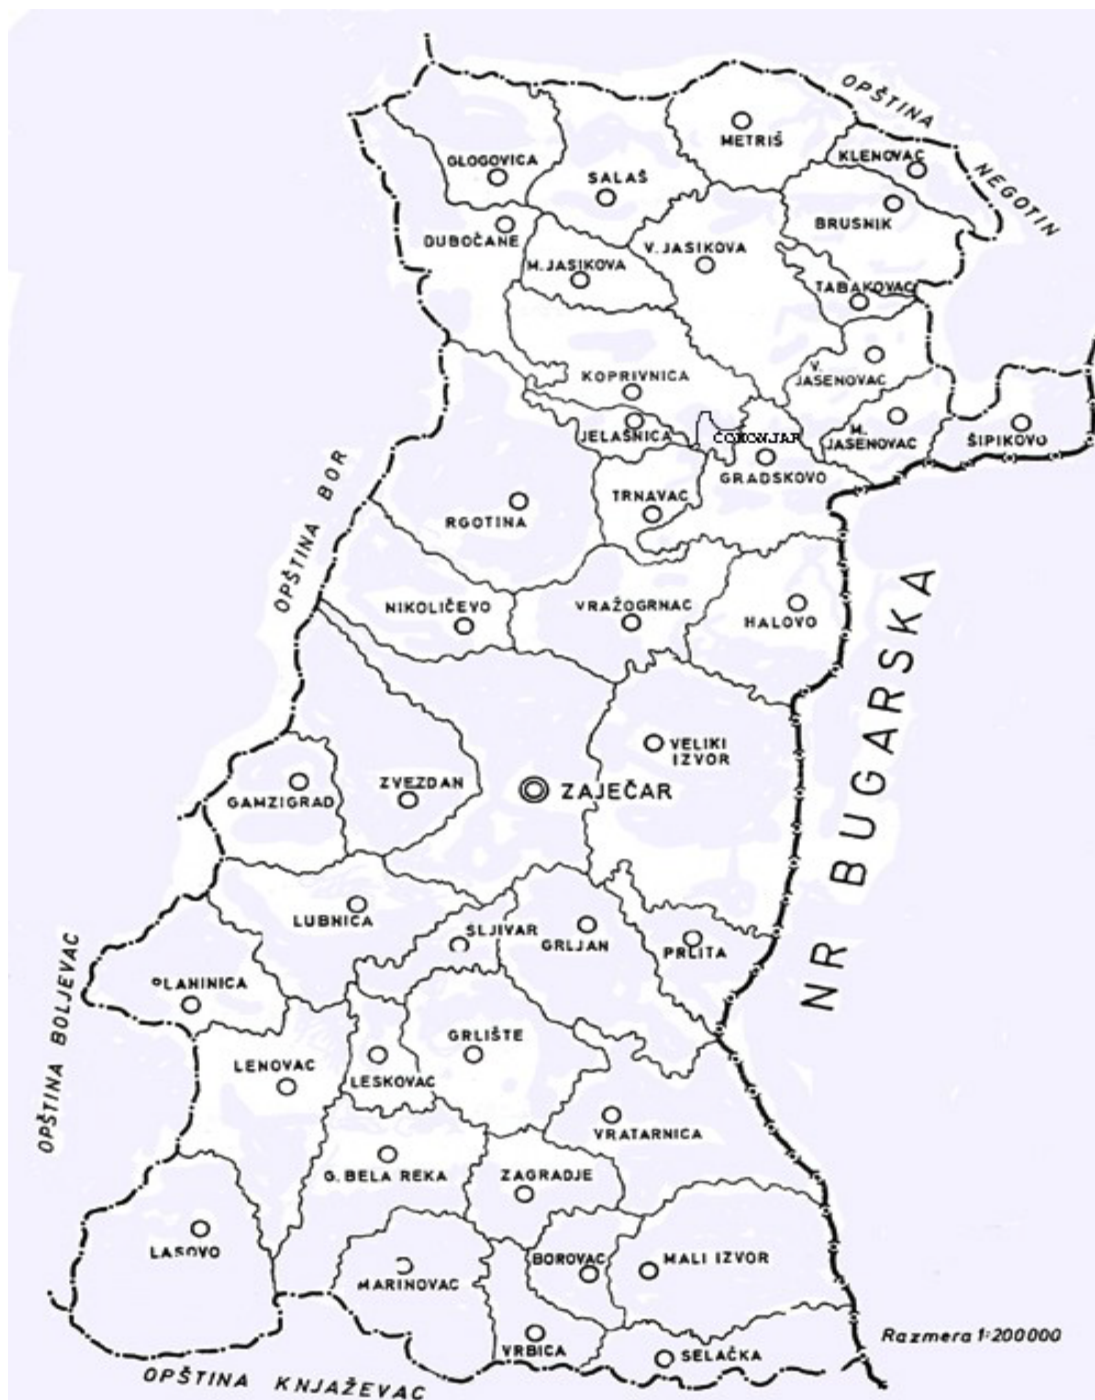 OPŠTINA
NEGOTIN
METRIŠ
KLENOVAC
GLOGOVICA
SALAŠ
BRUSNIK
DUBOČANE
V. JASIKOVA
M. JASIKOVA
TABAKOVAC
V.
JASENOVAC
KOPRIVNICA
JELAŠNICA
ČOKONJAR
M.
JASENOVAC
ŠIPIKOVO
GRADSKOVO
OPŠTINA BOR
TRNAVAC
RGOTINA
NIKOLIČEVO
VRAŽOGRNAC
HALOVO
NR BUGARSKA
VELIKI
IZVOR
ZVEZDAN
ZAJEČAR
GAMZIGRAD
LUBNICA
ŠLJIVAR
GRLJAN
PRLITA
OPŠTINA BOLJEVAC
PLANINICA
GRLIŠTE
LENOVAC
LESKOVAC
VRATARNICA
G. BELA REKA
ZAGRADJE
LASOVO
BOROVAC
MALI IZVOR
MARINOVAC
VRBICA
SELAČKA
Razmera 1:200000
OPŠTINA KNJAŽEVAC